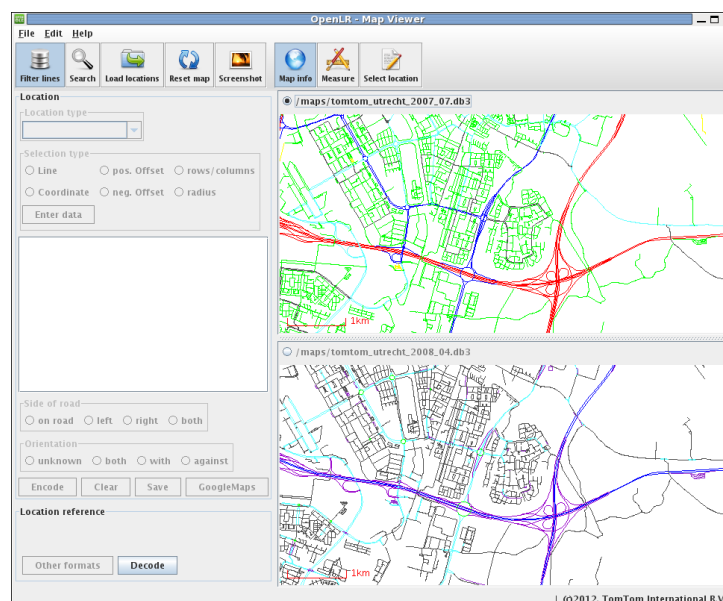 OpenLR - Map Viewer
File Edit Help
Filter lines Search Load locations Reset map Screenshot Map info Measure Select location
Location
Location type
Selection type
Line pos. Offset rows/columns
Coordinate neg. Offset radius
Enter data
Side of road
on road left right both
Orientation
unknown both with against
Encode Clear Save GoogleMaps
Location reference
Other formats Decode
/maps/tomtom_utrecht_2007_07.db3
1km
/maps/tomtom_utrecht_2008_04.db3
1km
(c)2012, TomTom International B.V